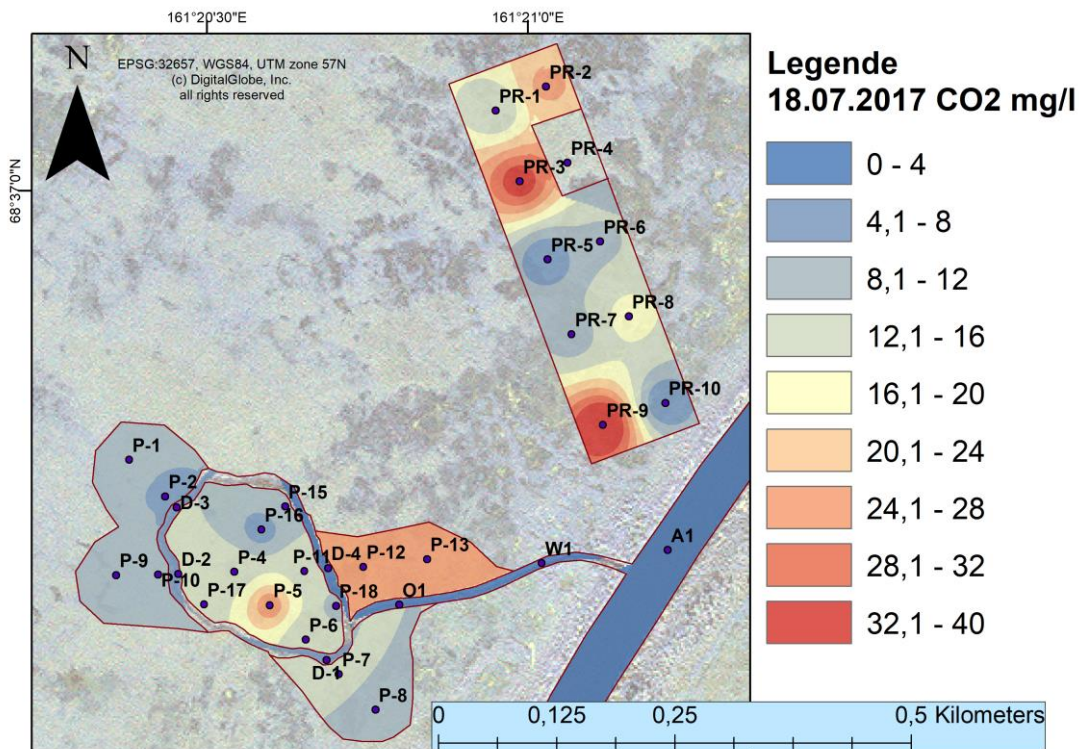 161°20'30"E
161°21'0"E
68°37'0"N
N
EPSG:32657, WGS84, UTM zone 57N
(c) DigitalGlobe, Inc.
all rights reserved
PR-2
PR-1
PR-4
PR-3
PR-6
PR-5
PR-8
PR-7
PR-10
PR-9
P-1
P-2
D-3
P-15
P-16
A1
W1
P-13
P-9
P-10
D-2
P-4
P-11
D-4
P-12
P-17
P-5
P-18
O1
P-6
P-7
D-1
P-8
0
0,125
0,25
0,5 Kilometers
Legende
18.07.2017 CO2 mg/l
0 - 4
4,1 - 8
8,1 - 12
12,1 - 16
16,1 - 20
20,1 - 24
24,1 - 28
28,1 - 32
32,1 - 40